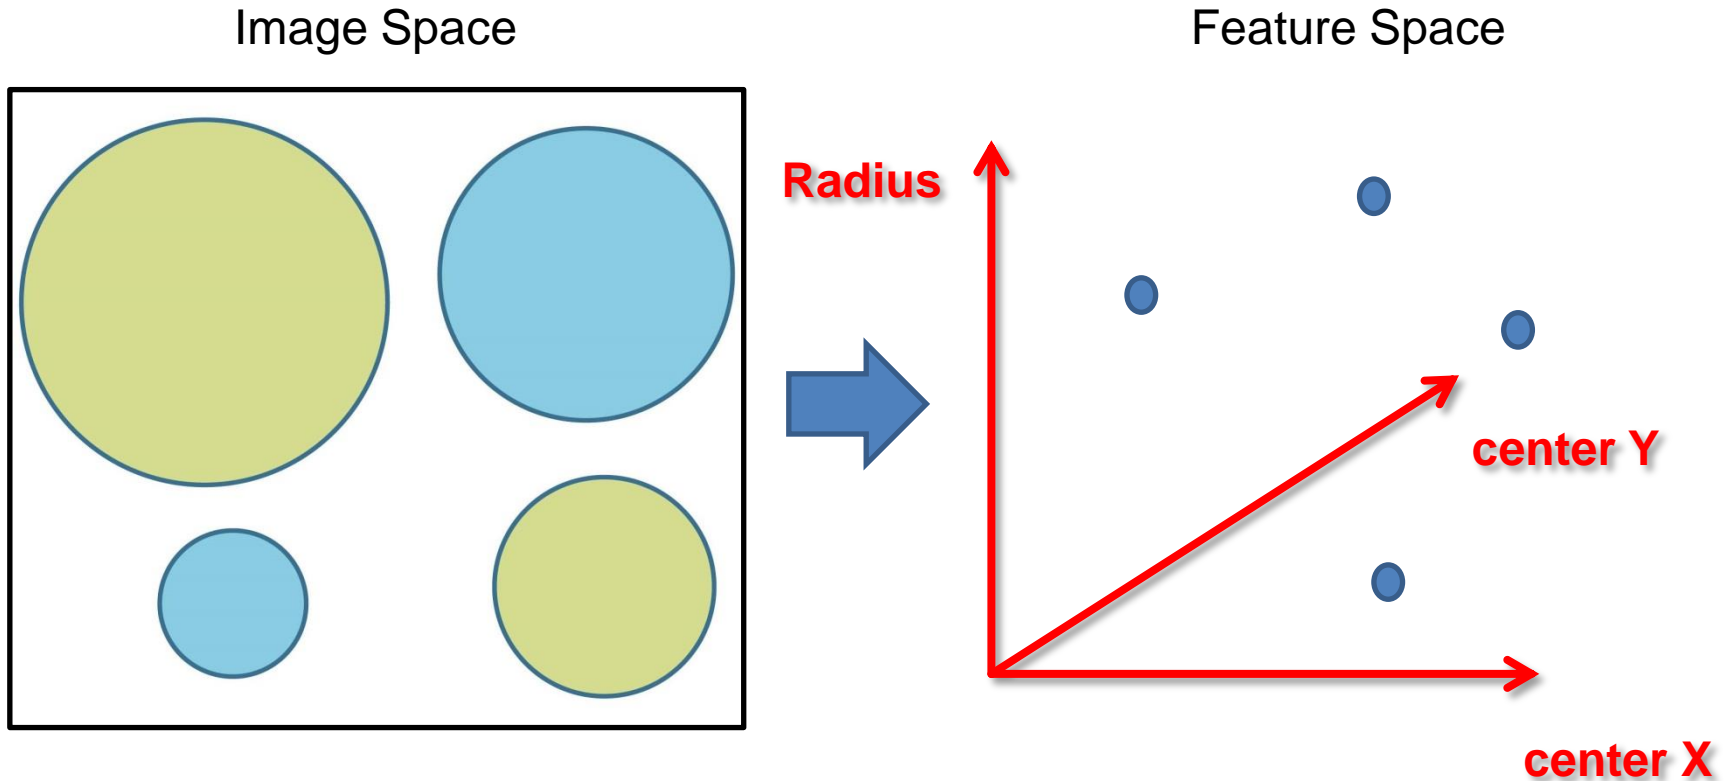 Image Space
Feature Space
Radius
center Y
center X